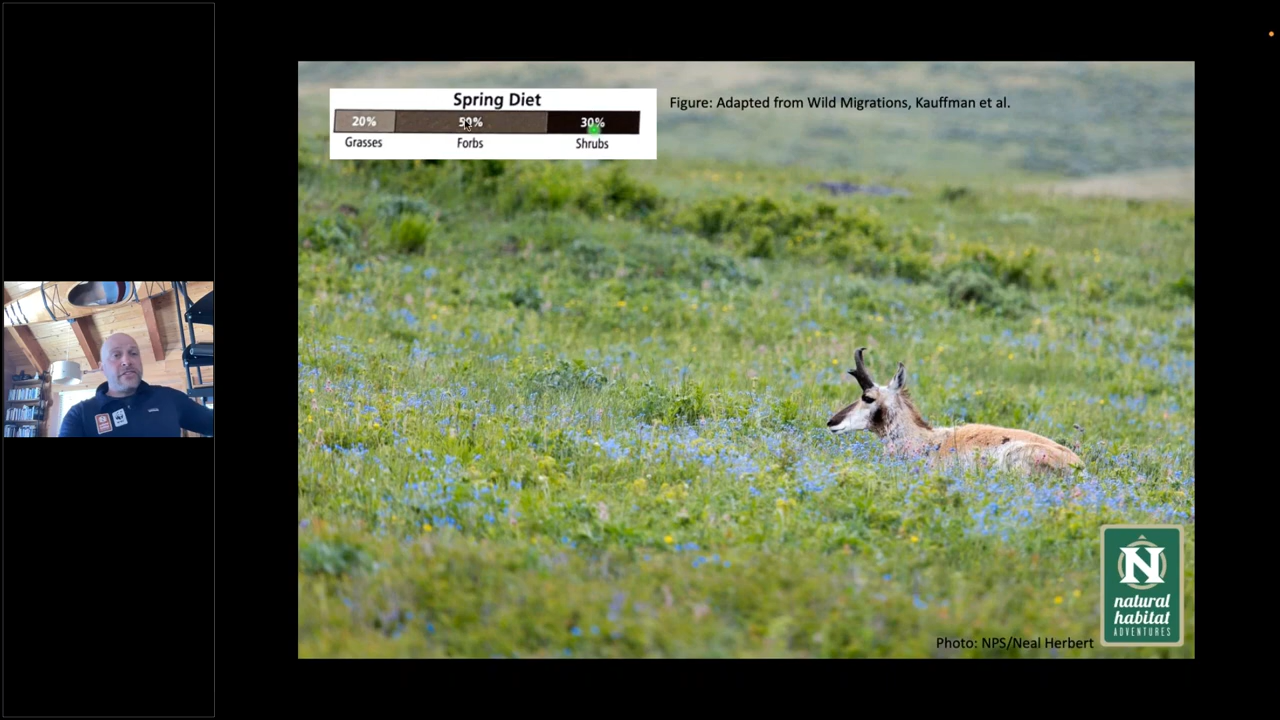 Spring Diet
20% 50% 30%
Grasses Forbs Shrubs
Figure: Adapted from Wild Migrations, Kauffman et al.
N
natural
habitat
ADVENTURES
Photo: NPS/Neal Herbert